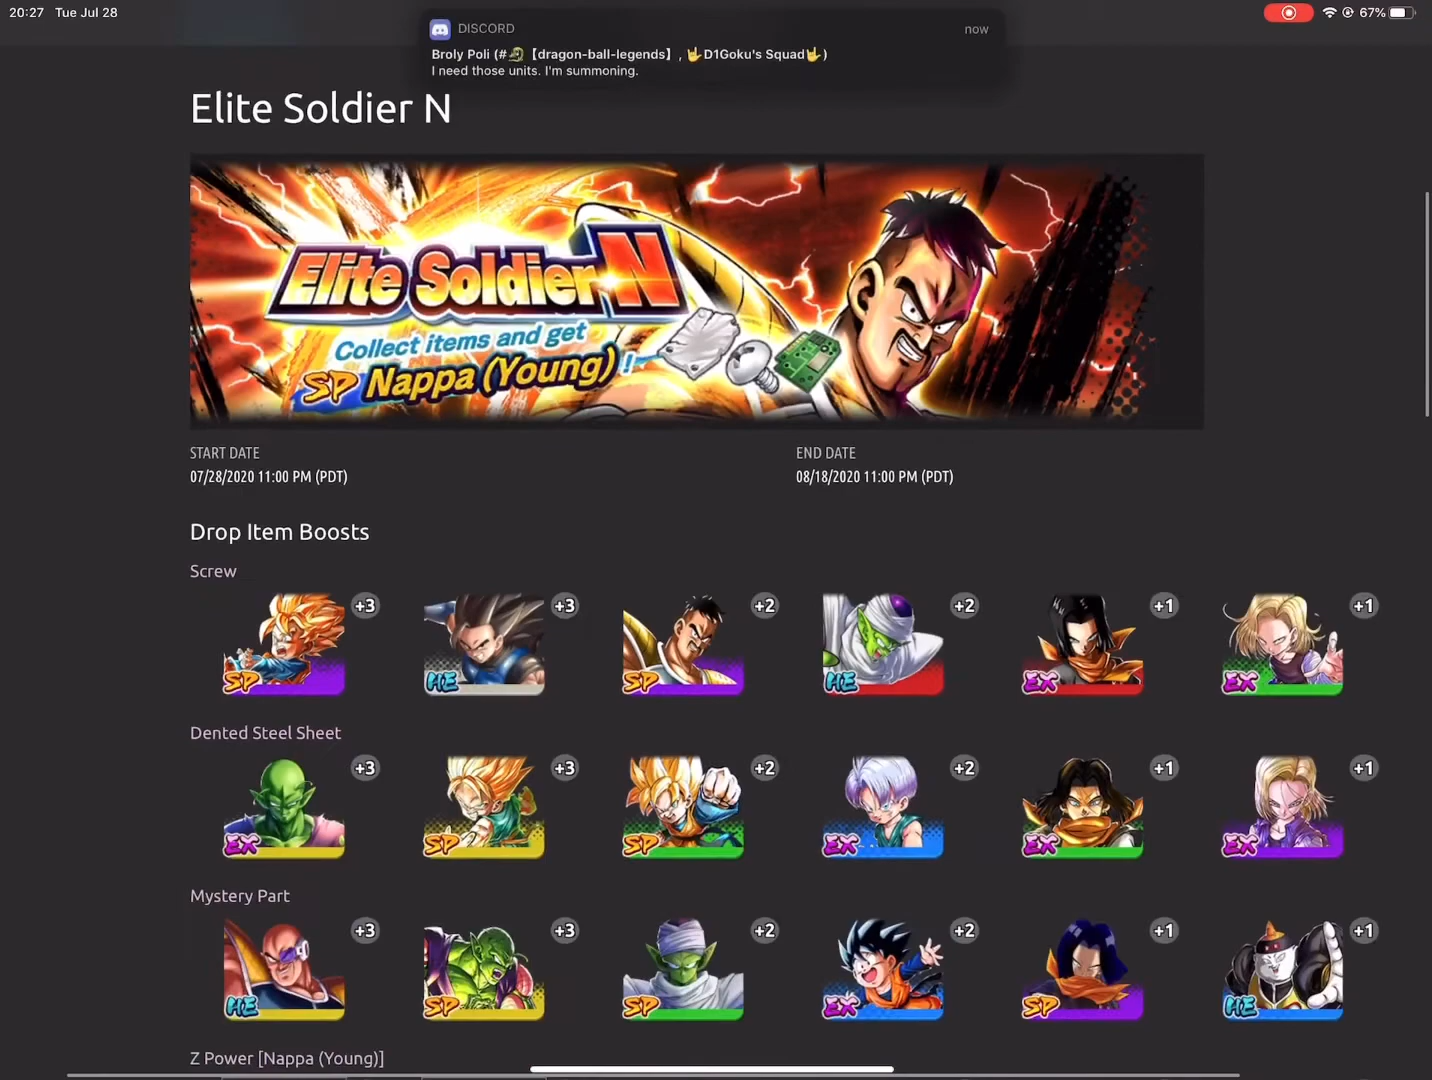 20:27 Tue Jul 28
67%
DISCORD
now
Broly Poli (#🧟【dragon-ball-legends】, 🤟D1Goku's Squad🤟)
I need those units. I'm summoning.
Elite Soldier N
Elite Soldier N
Collect items and get
SP Nappa (Young)!
START DATE
END DATE
07/28/2020 11:00 PM (PDT)
08/18/2020 11:00 PM (PDT)
Drop Item Boosts
Screw
+3 +3 +2 +2 +1 +1
SP HE SP HE EX EX
Dented Steel Sheet
+3 +3 +2 +2 +1 +1
EX SP SP EX EX EX
Mystery Part
+3 +3 +2 +2 +1 +1
HE SP SP EX SP HE
Z Power [Nappa (Young)]